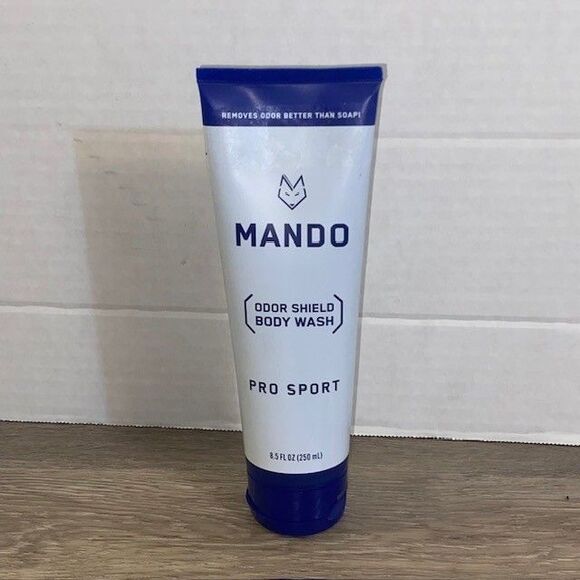 REMOVES ODOR BETTER THAN SOAP!
MANDO
ODOR SHIELD
BODY WASH
PRO SPORT
8.5 FL OZ (250 mL)